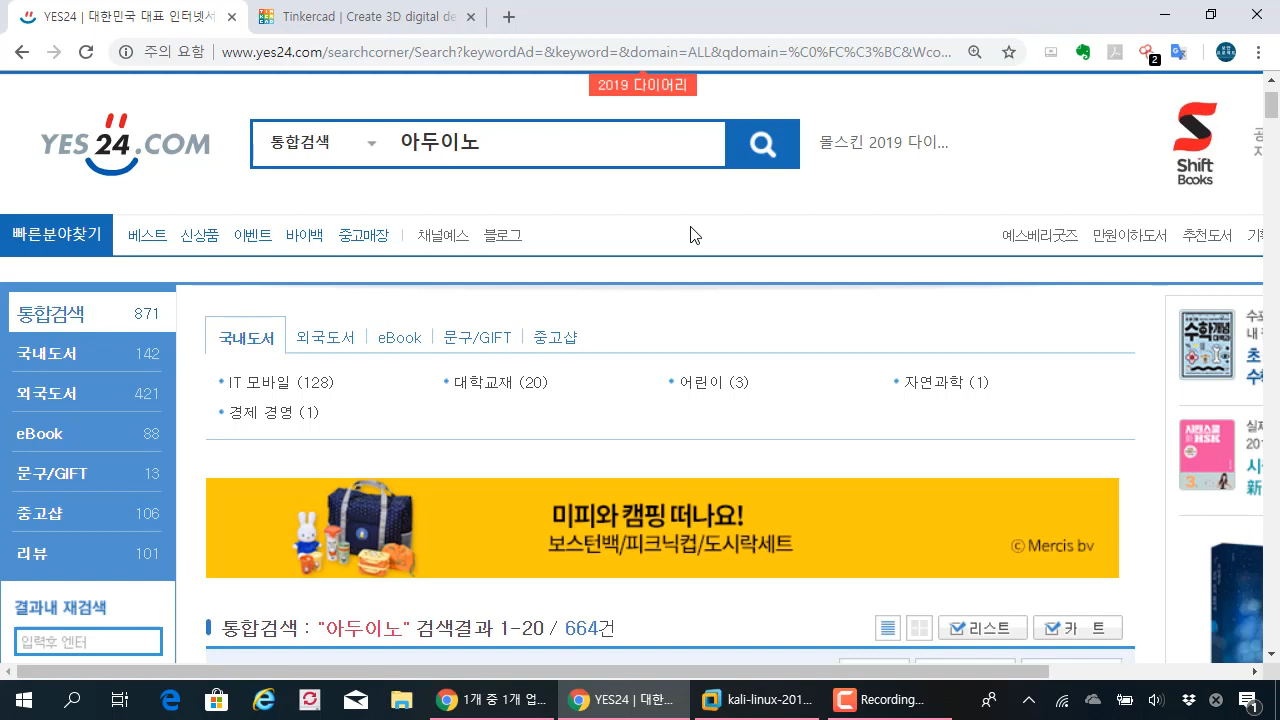 YES24 | 대한민국 대표 인터넷서
Tinkercad | Create 3D digital de
주의 요함
www.yes24.com/searchcorner/Search?keywordAd=&keyword=&domain=ALL&qdomain=%C0%FC%C3%BC&Wco...
2
2019 다이어리
YES 24 .COM
통합검색
아두이노
몰스킨 2019 다이...
Shift
Books
빠른분야찾기
베스트
신상품
이벤트
바이백
중고매장
채널예스
블로그
예스베리굿즈
만원이하도서
추천도서
통합검색 871
국내도서 142
외국도서 421
eBook 88
문구/GIFT 13
중고샵 106
리뷰 101
결과내 재검색
입력후 엔터
국내도서
외국도서
eBook
문구/GIFT
중고샵
IT 모바일 (123)
대학교재 (20)
어린이 (3)
자연과학 (1)
경제 경영 (1)
미피와 캠핑 떠나요!
보스턴백/피크닉컵/도시락세트
© Mercis bv
통합검색 : "아두이노" 검색결과 1-20 / 664건
리스트
카 트
수학개념
초
수학
시원스쿨
HSK
3.
실제
201
시
新
1개 중 1개 업...
YES24 | 대한...
kali-linux-201...
Recording...
1